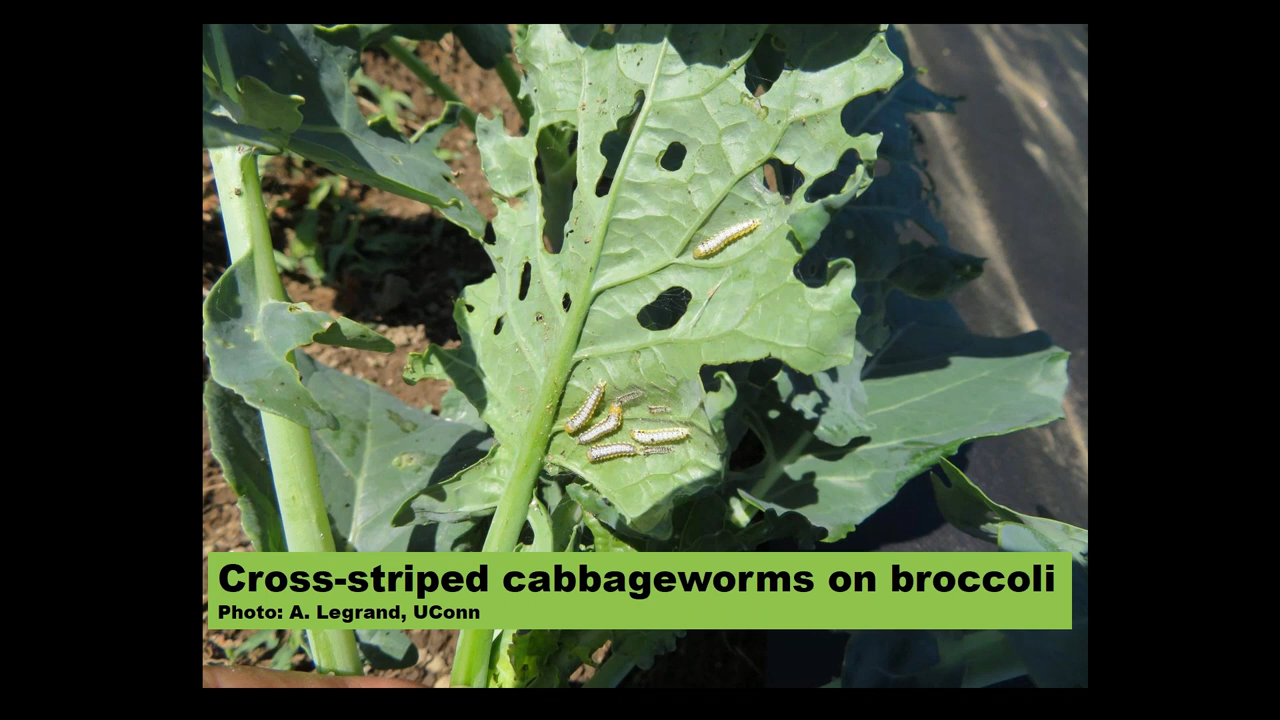 Cross-striped cabbageworms on broccoli
Photo: A. Legrand, UConn